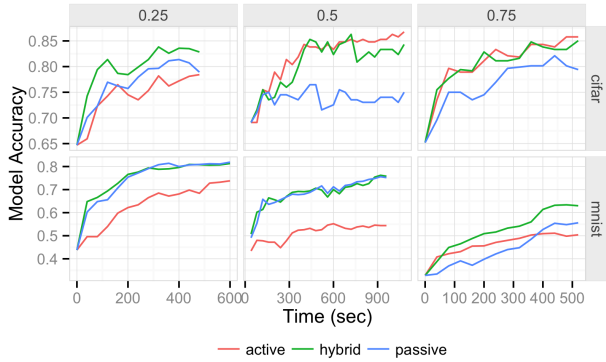 0.25 0.5 0.75
Model Accuracy
0.85
0.80
0.75
0.70
0.65
cifar
0.8
0.7
0.6
0.5
0.4
mnist
0 200 400 600 0 300 600 900 0 100 200 300 400 500
Time (sec)
active hybrid passive